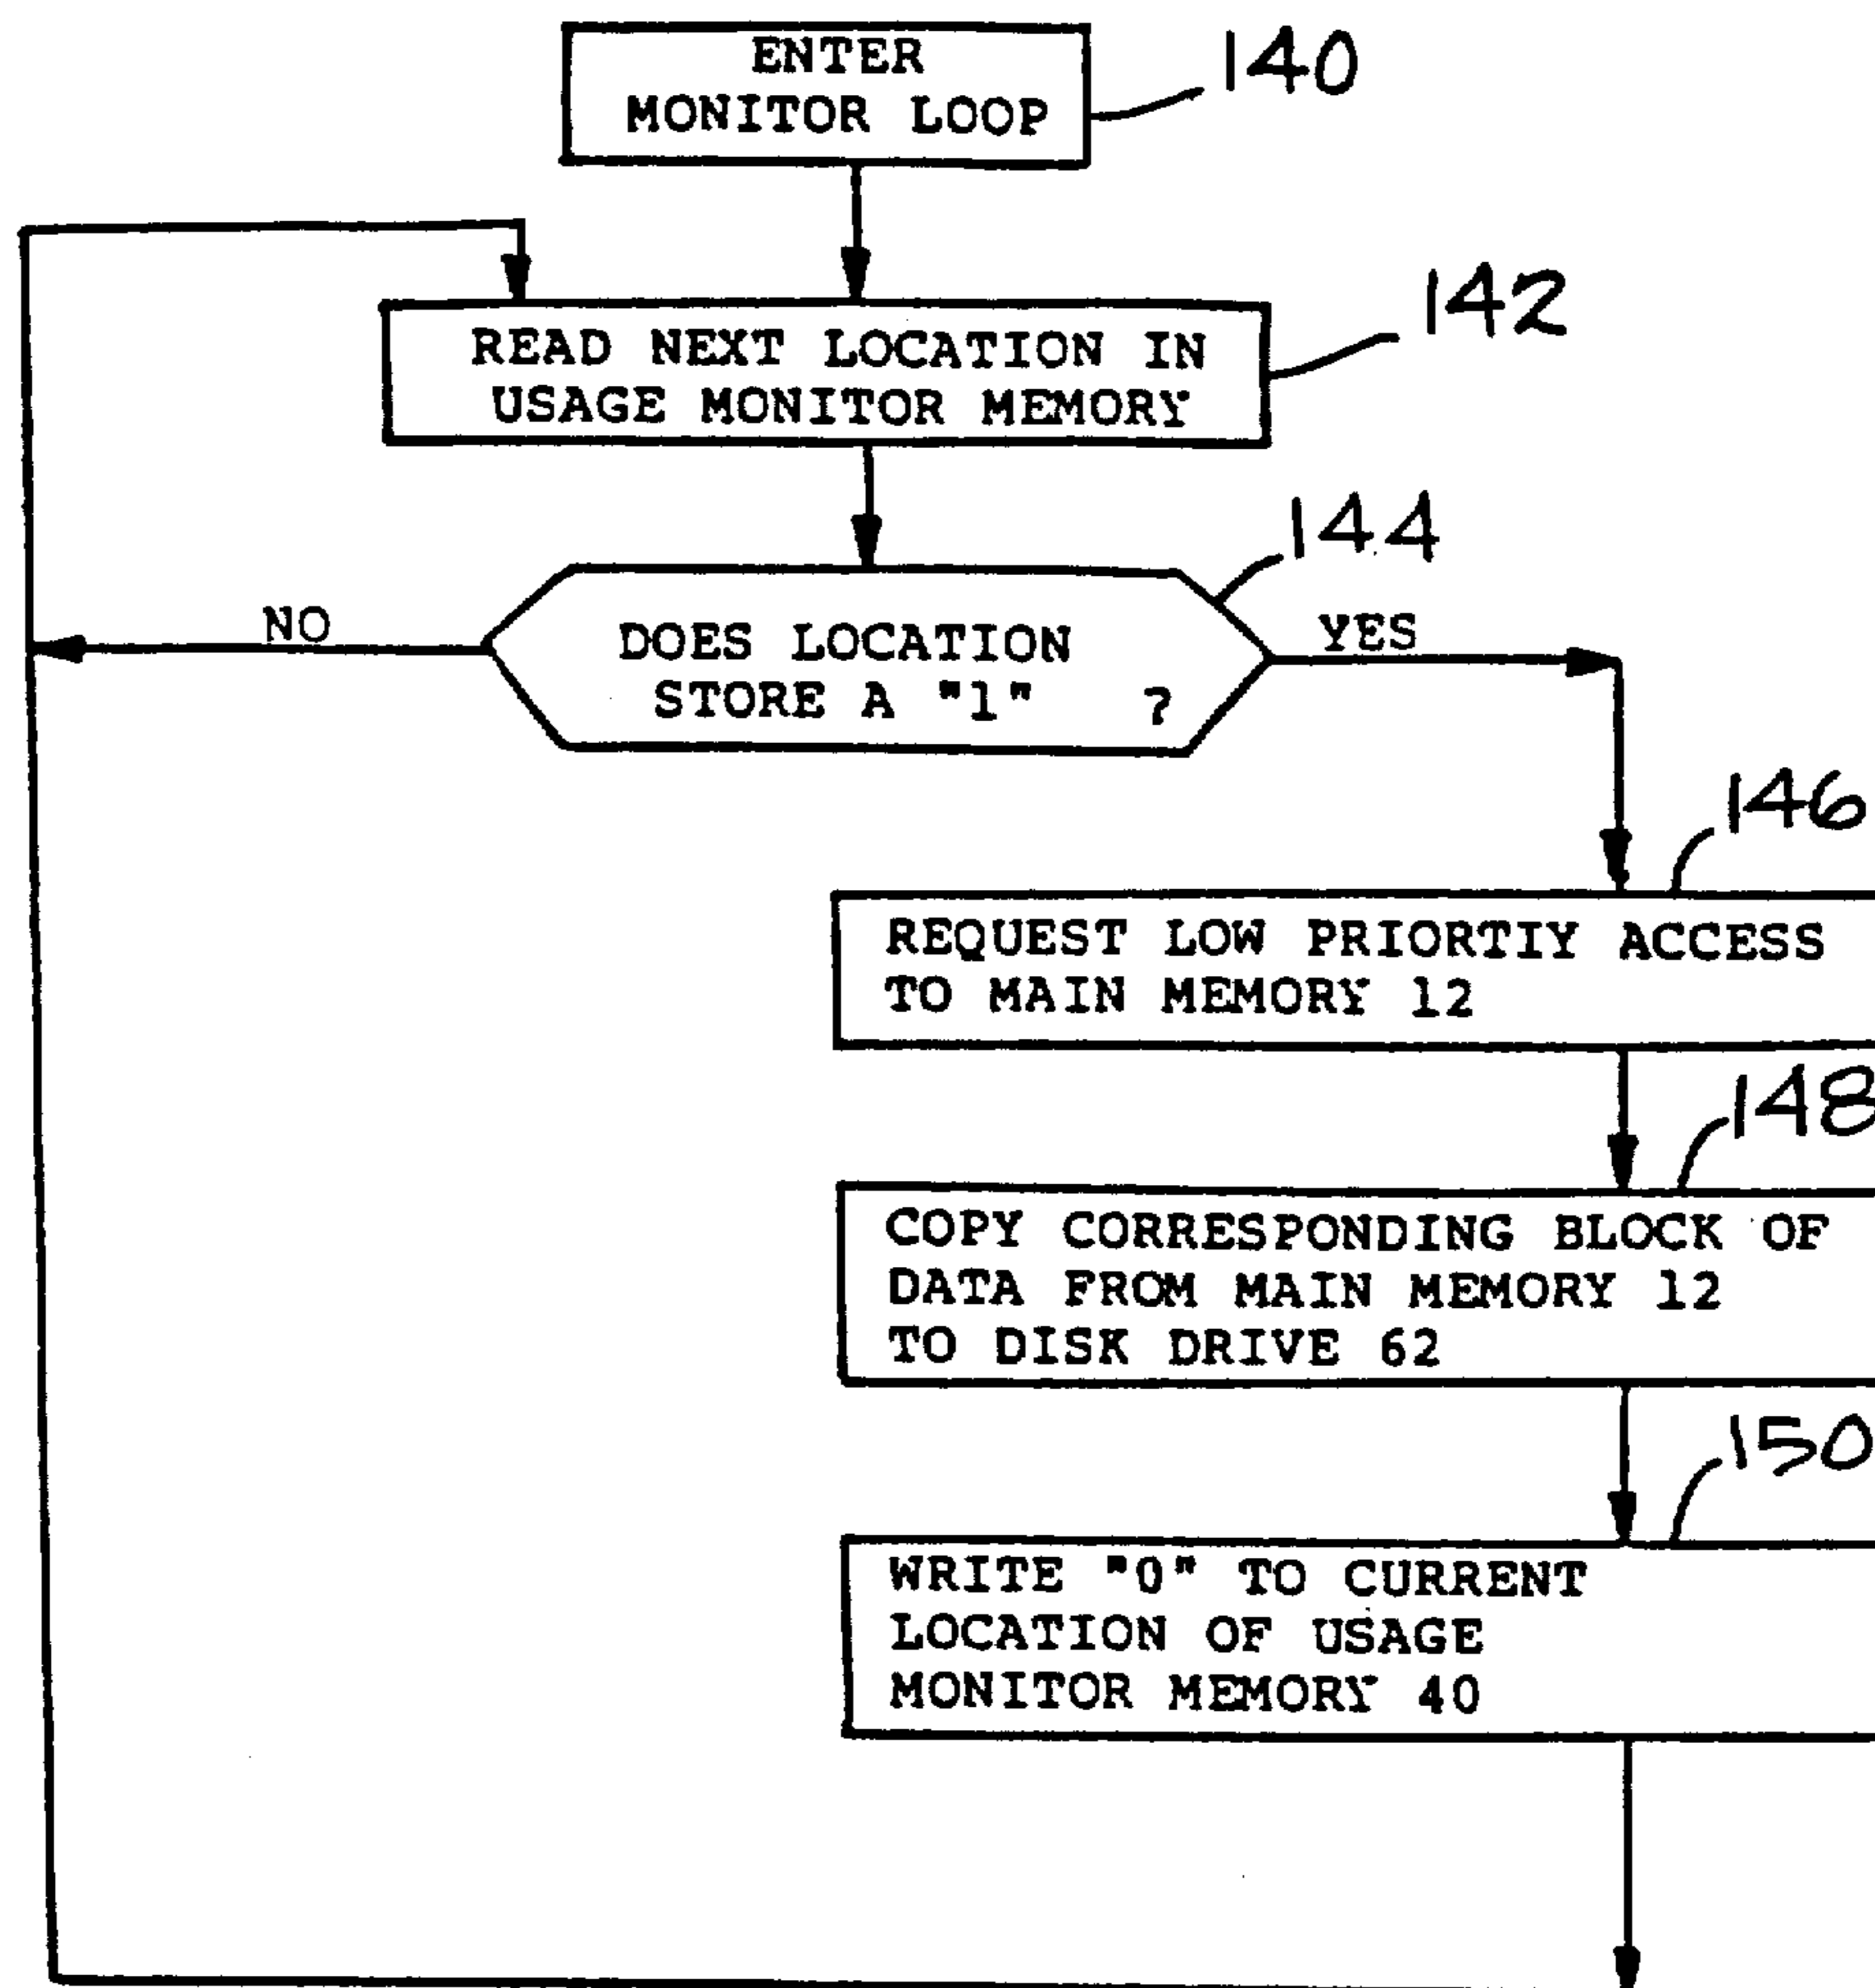 ENTER
MONITOR LOOP
140
READ NEXT LOCATION IN
USAGE MONITOR MEMORY
142
144
NO
DOES LOCATION
STORE A "1" ?
YES
146
REQUEST LOW PRIORTIY ACCESS
TO MAIN MEMORY 12
148
COPY CORRESPONDING BLOCK OF
DATA FROM MAIN MEMORY 12
TO DISK DRIVE 62
150
WRITE "0" TO CURRENT
LOCATION OF USAGE
MONITOR MEMORY 40